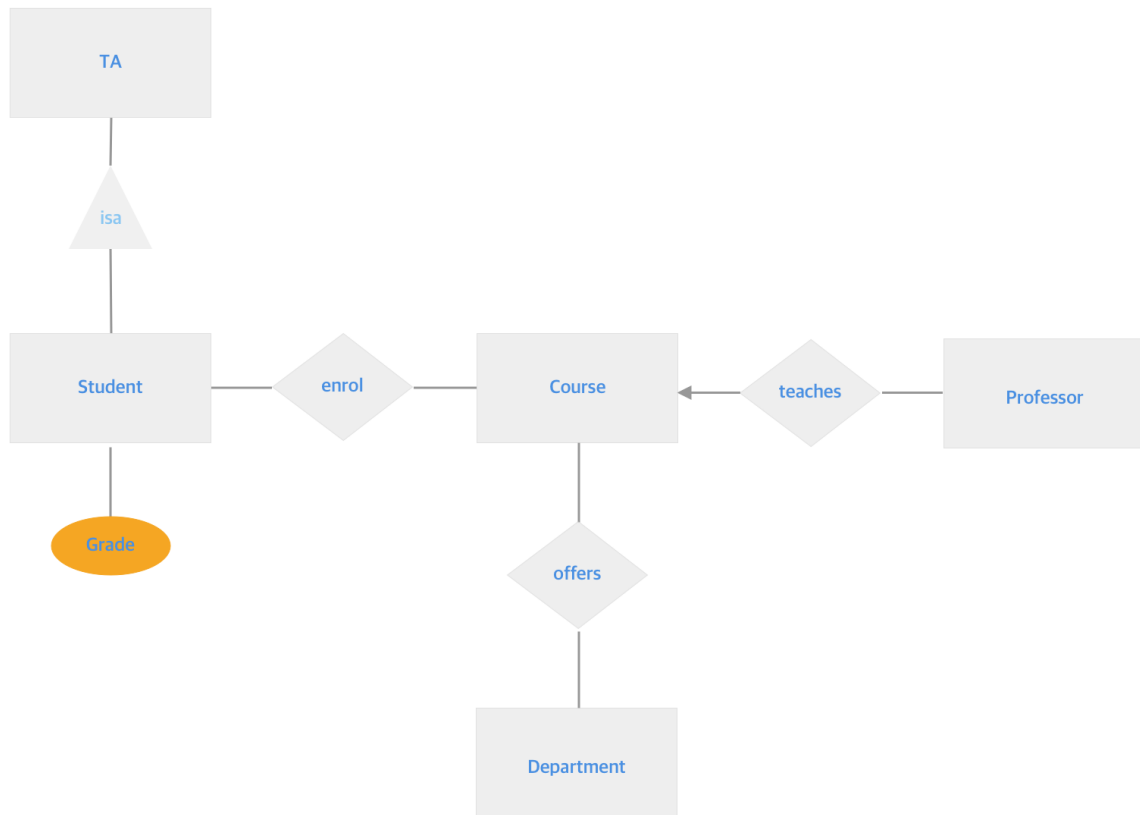 TA
isa
Student
enrol
Course
teaches
Professor
Grade
offers
Department